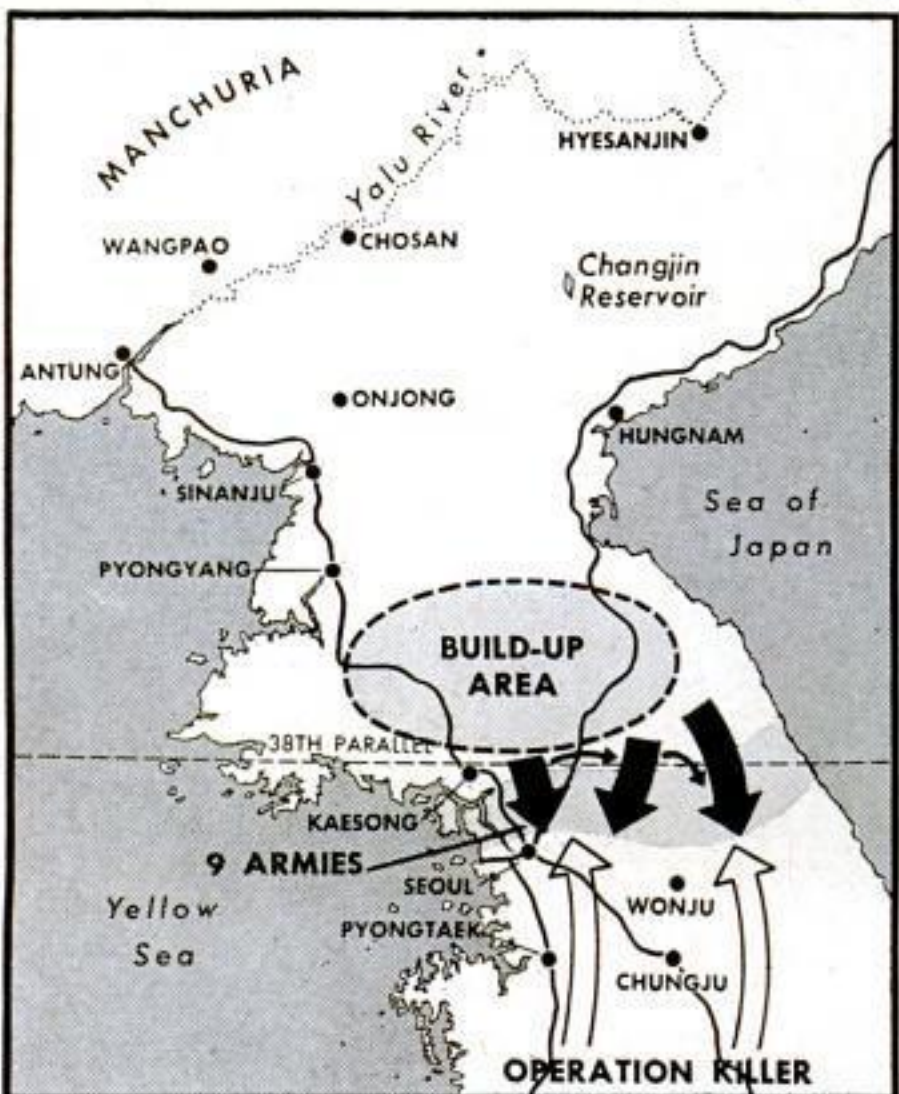 MANCHURIA
Yalu River
HYESANJIN
WANGPAO
CHOSAN
Changjin
Reservoir
ANTUNG
ONJONG
HUNGNAM
SINANJU
Sea of
Japan
PYONGYANG
BUILD-UP
AREA
38TH PARALLEL
KAESONG
9 ARMIES
SEOUL
WONJU
Yellow
Sea
PYONGTAEK
CHUNGJU
OPERATION KILLER